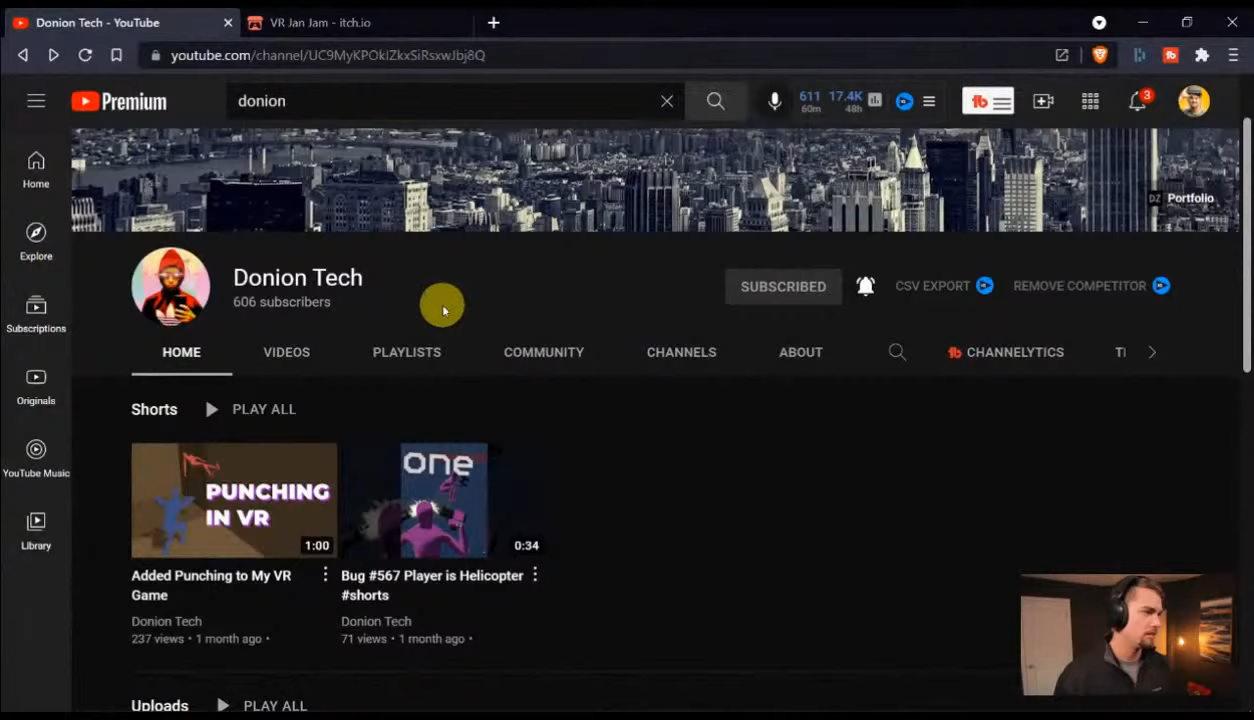 Donion Tech - YouTube
VR Jan Jam - itch.io
youtube.com/channel/UC9MyKPOkIZkxSiRsxwJbj8Q
Premium
donion
611 17.4K
60m 48h
3
Home
Explore
Subscriptions
Originals
YouTube Music
Library
DZ Portfolio
Donion Tech
606 subscribers
SUBSCRIBED
CSV EXPORT
REMOVE COMPETITOR
HOME VIDEOS PLAYLISTS COMMUNITY CHANNELS ABOUT CHANNELYTICS
Shorts PLAY ALL
PUNCHING
IN VR
1:00
one
0:34
Added Punching to My VR
Game
Donion Tech
237 views • 1 month ago •
Bug #567 Player is Helicopter
#shorts
Donion Tech
71 views • 1 month ago •
Uploads PLAY ALL